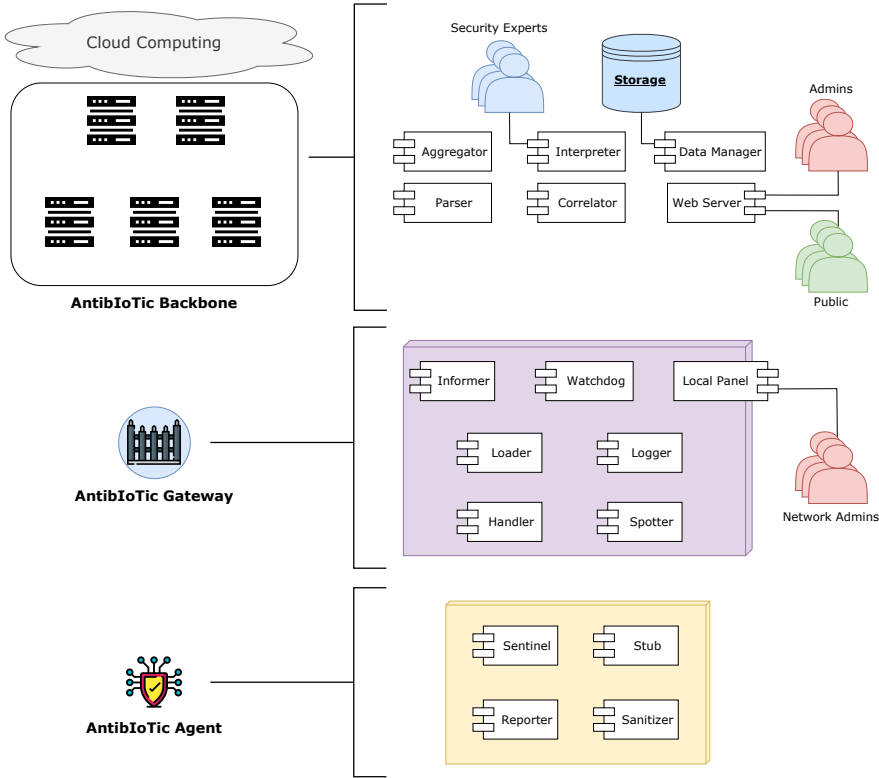 Cloud Computing
Security Experts
Storage
Admins
Aggregator
Interpreter
Data Manager
Parser
Correlator
Web Server
AntibIoTic Backbone
Public
Informer
Watchdog
Local Panel
Loader
Logger
AntibIoTic Gateway
Handler
Spotter
Network Admins
Sentinel
Stub
Reporter
Sanitizer
AntibIoTic Agent